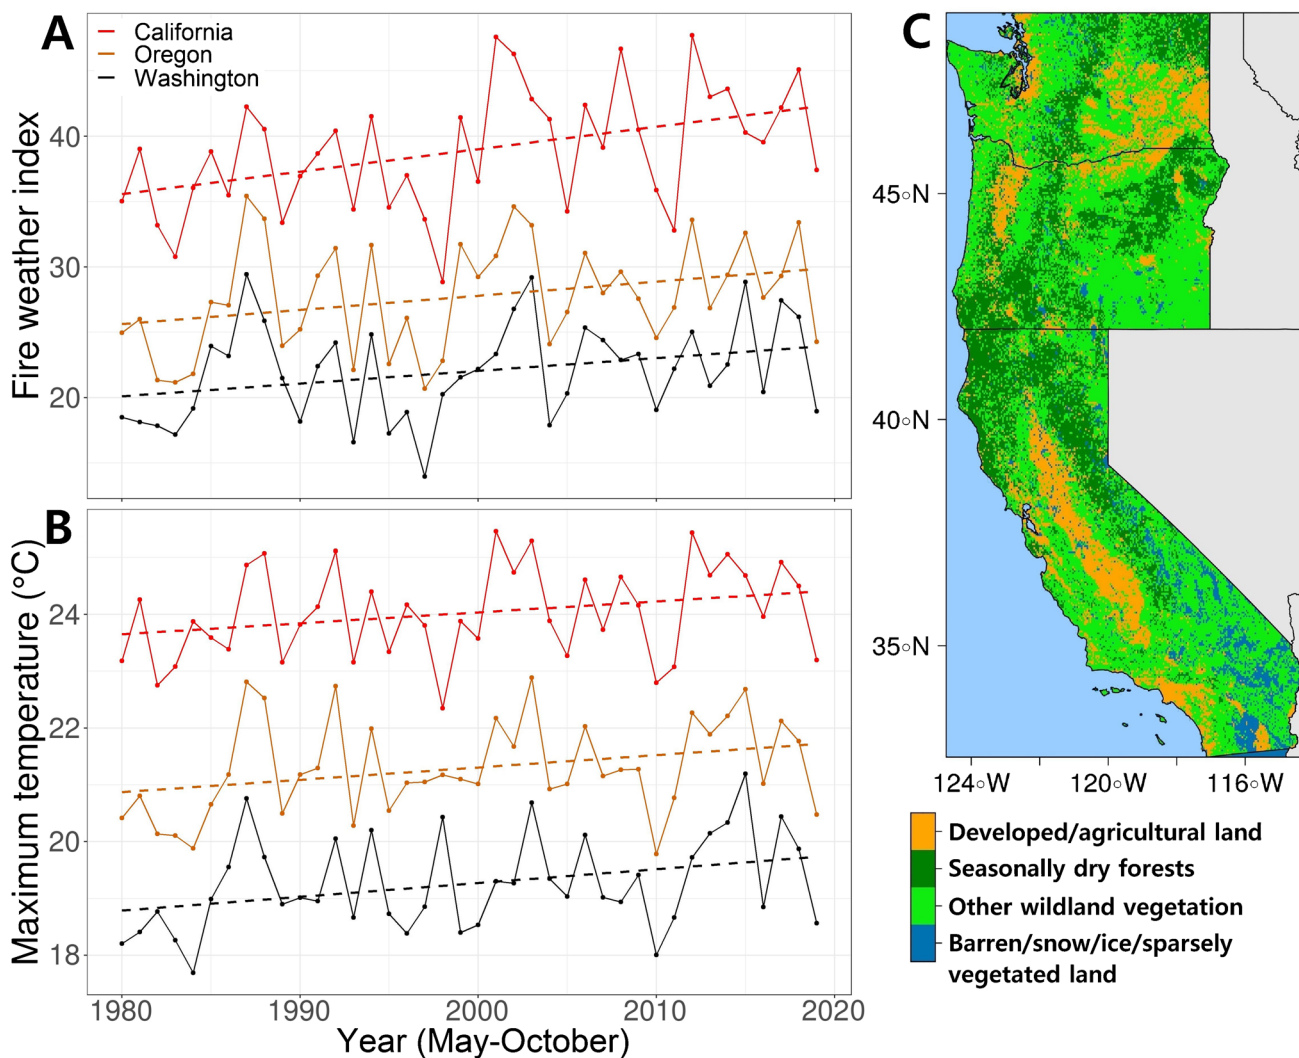 A
California
Oregon
Washington
Fire weather index
40
30
20
B
Maximum temperature (°C)
24
22
20
18
1980
1990
2000
2010
2020
Year (May-October)
C
45◦N
40◦N
35◦N
124◦W
120◦W
116◦W
Developed/agricultural land
Seasonally dry forests
Other wildland vegetation
Barren/snow/ice/sparsely
vegetated land